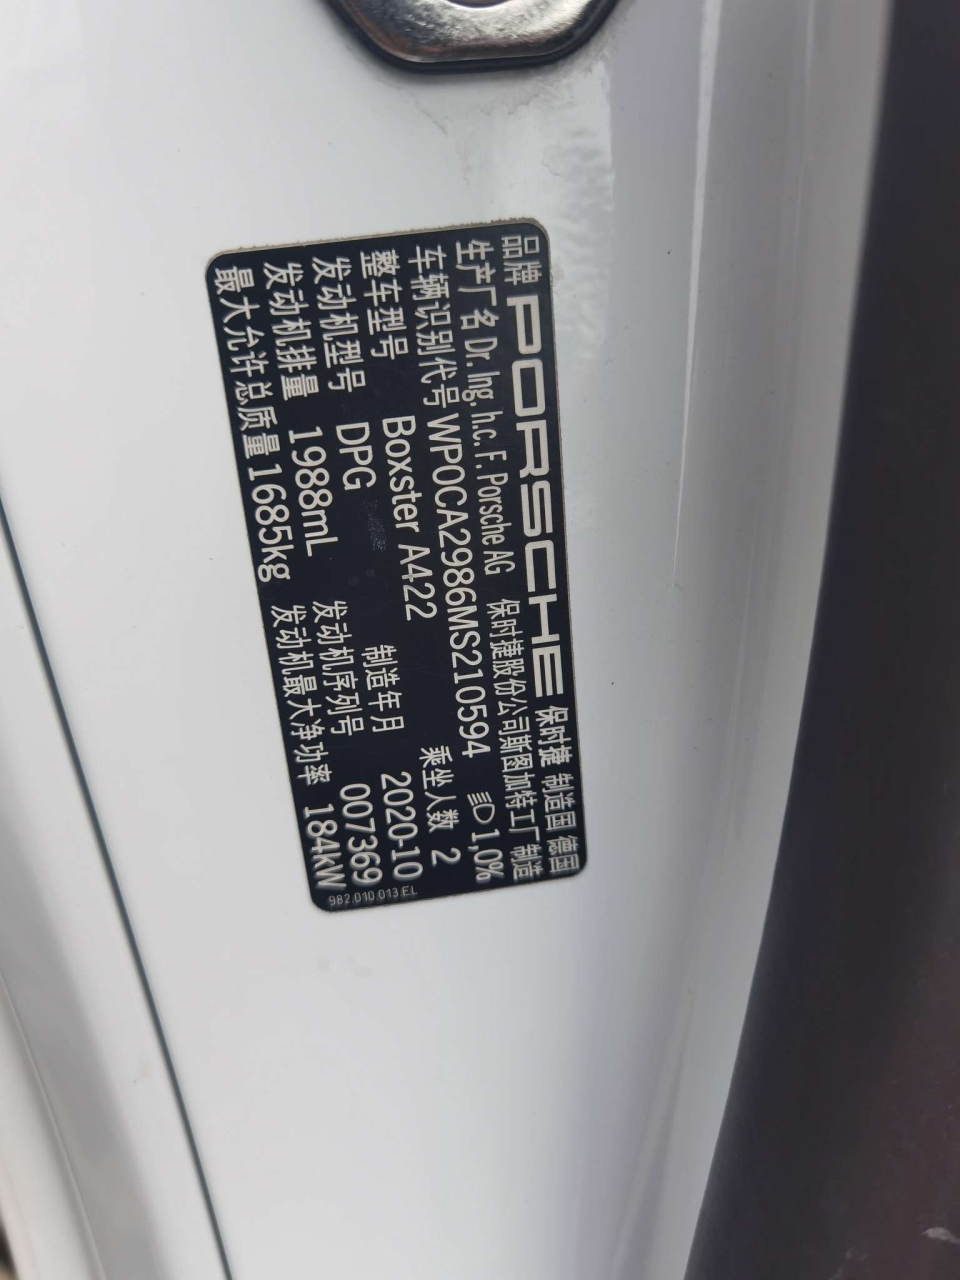 品牌 PORSCHE 保时捷 制造国 德国
生产厂名 Dr. Ing. h.c. F. Porsche AG 保时捷股份公司斯图加特工厂制造
车辆识别代号 WP0CA2986MS210594 1,0%
整车型号 Boxster A422 乘坐人数 2
发动机型号 DPG 制造年月 2020-10
发动机排量 1988mL 发动机序列号 007369
最大允许总质量 1685kg 发动机最大净功率 184kW
982.010.013.EL